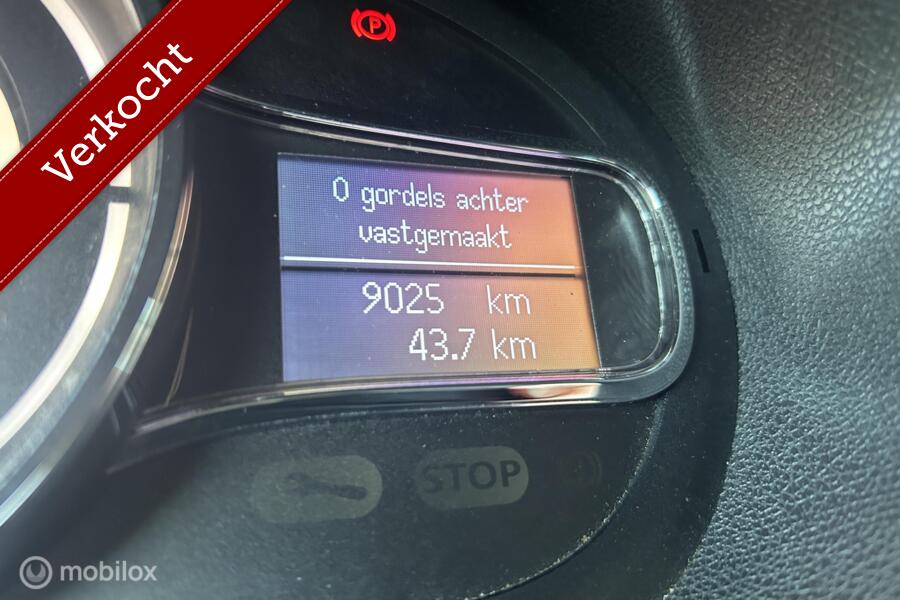 Verkocht
P
0 gordels achter
vastgemaakt
9025 km
43.7 km
STOP
mobilox